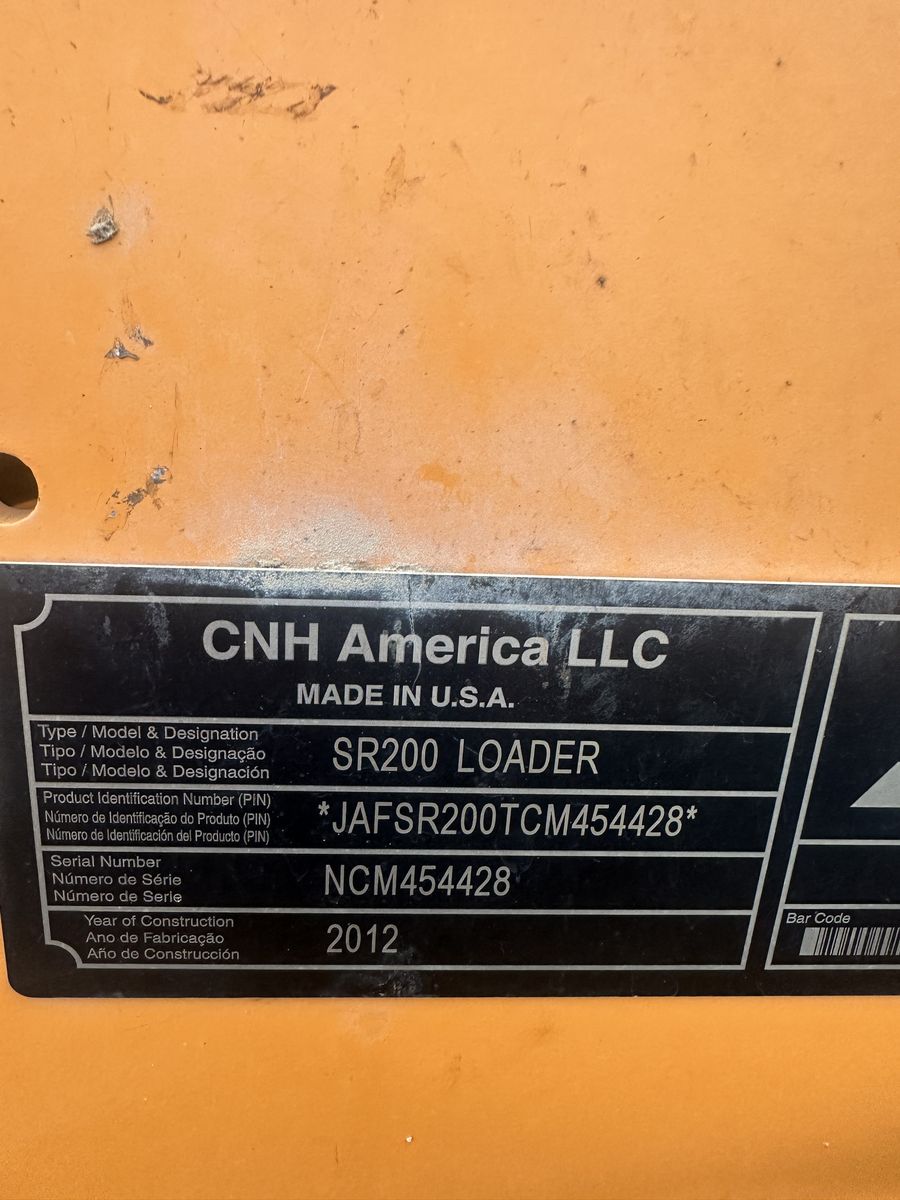 CNH America LLC
MADE IN U.S.A.
Type / Model & Designation
Tipo / Modelo & Designação
Tipo / Modelo & Designación
SR200 LOADER
Product Identification Number (PIN)
Número de Identificação do Produto (PIN)
Número de Identificación del Producto (PIN)
*JAFSR200TCM454428*
Serial Number
Número de Série
Número de Serie
NCM454428
Year of Construction
Ano de Fabricação
Año de Construcción
2012
Bar Code